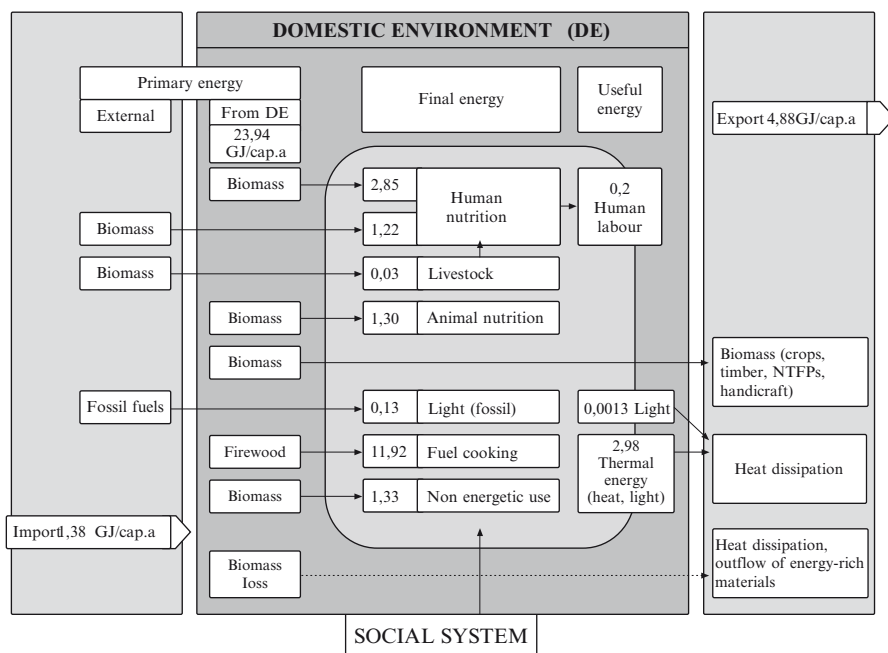 DOMESTIC ENVIRONMENT (DE)
Primary energy
External
From DE
23,94
GJ/cap.a
Final energy
Useful
energy
Export 4,88GJ/cap.a
Biomass
2,85
Human
nutrition
0,2
Human
labour
Biomass
1,22
Biomass
0,03
Livestock
Biomass
1,30
Animal nutrition
Biomass
Biomass (crops,
timber, NTFPs,
handicraft)
Fossil fuels
0,13
Light (fossil)
0,0013 Light
Firewood
11,92
Fuel cooking
2,98
Thermal
energy
(heat, light)
Heat dissipation
Biomass
1,33
Non energetic use
Import1,38 GJ/cap.a
Biomass
Ioss
Heat dissipation,
outflow of energy-rich
materials
SOCIAL SYSTEM